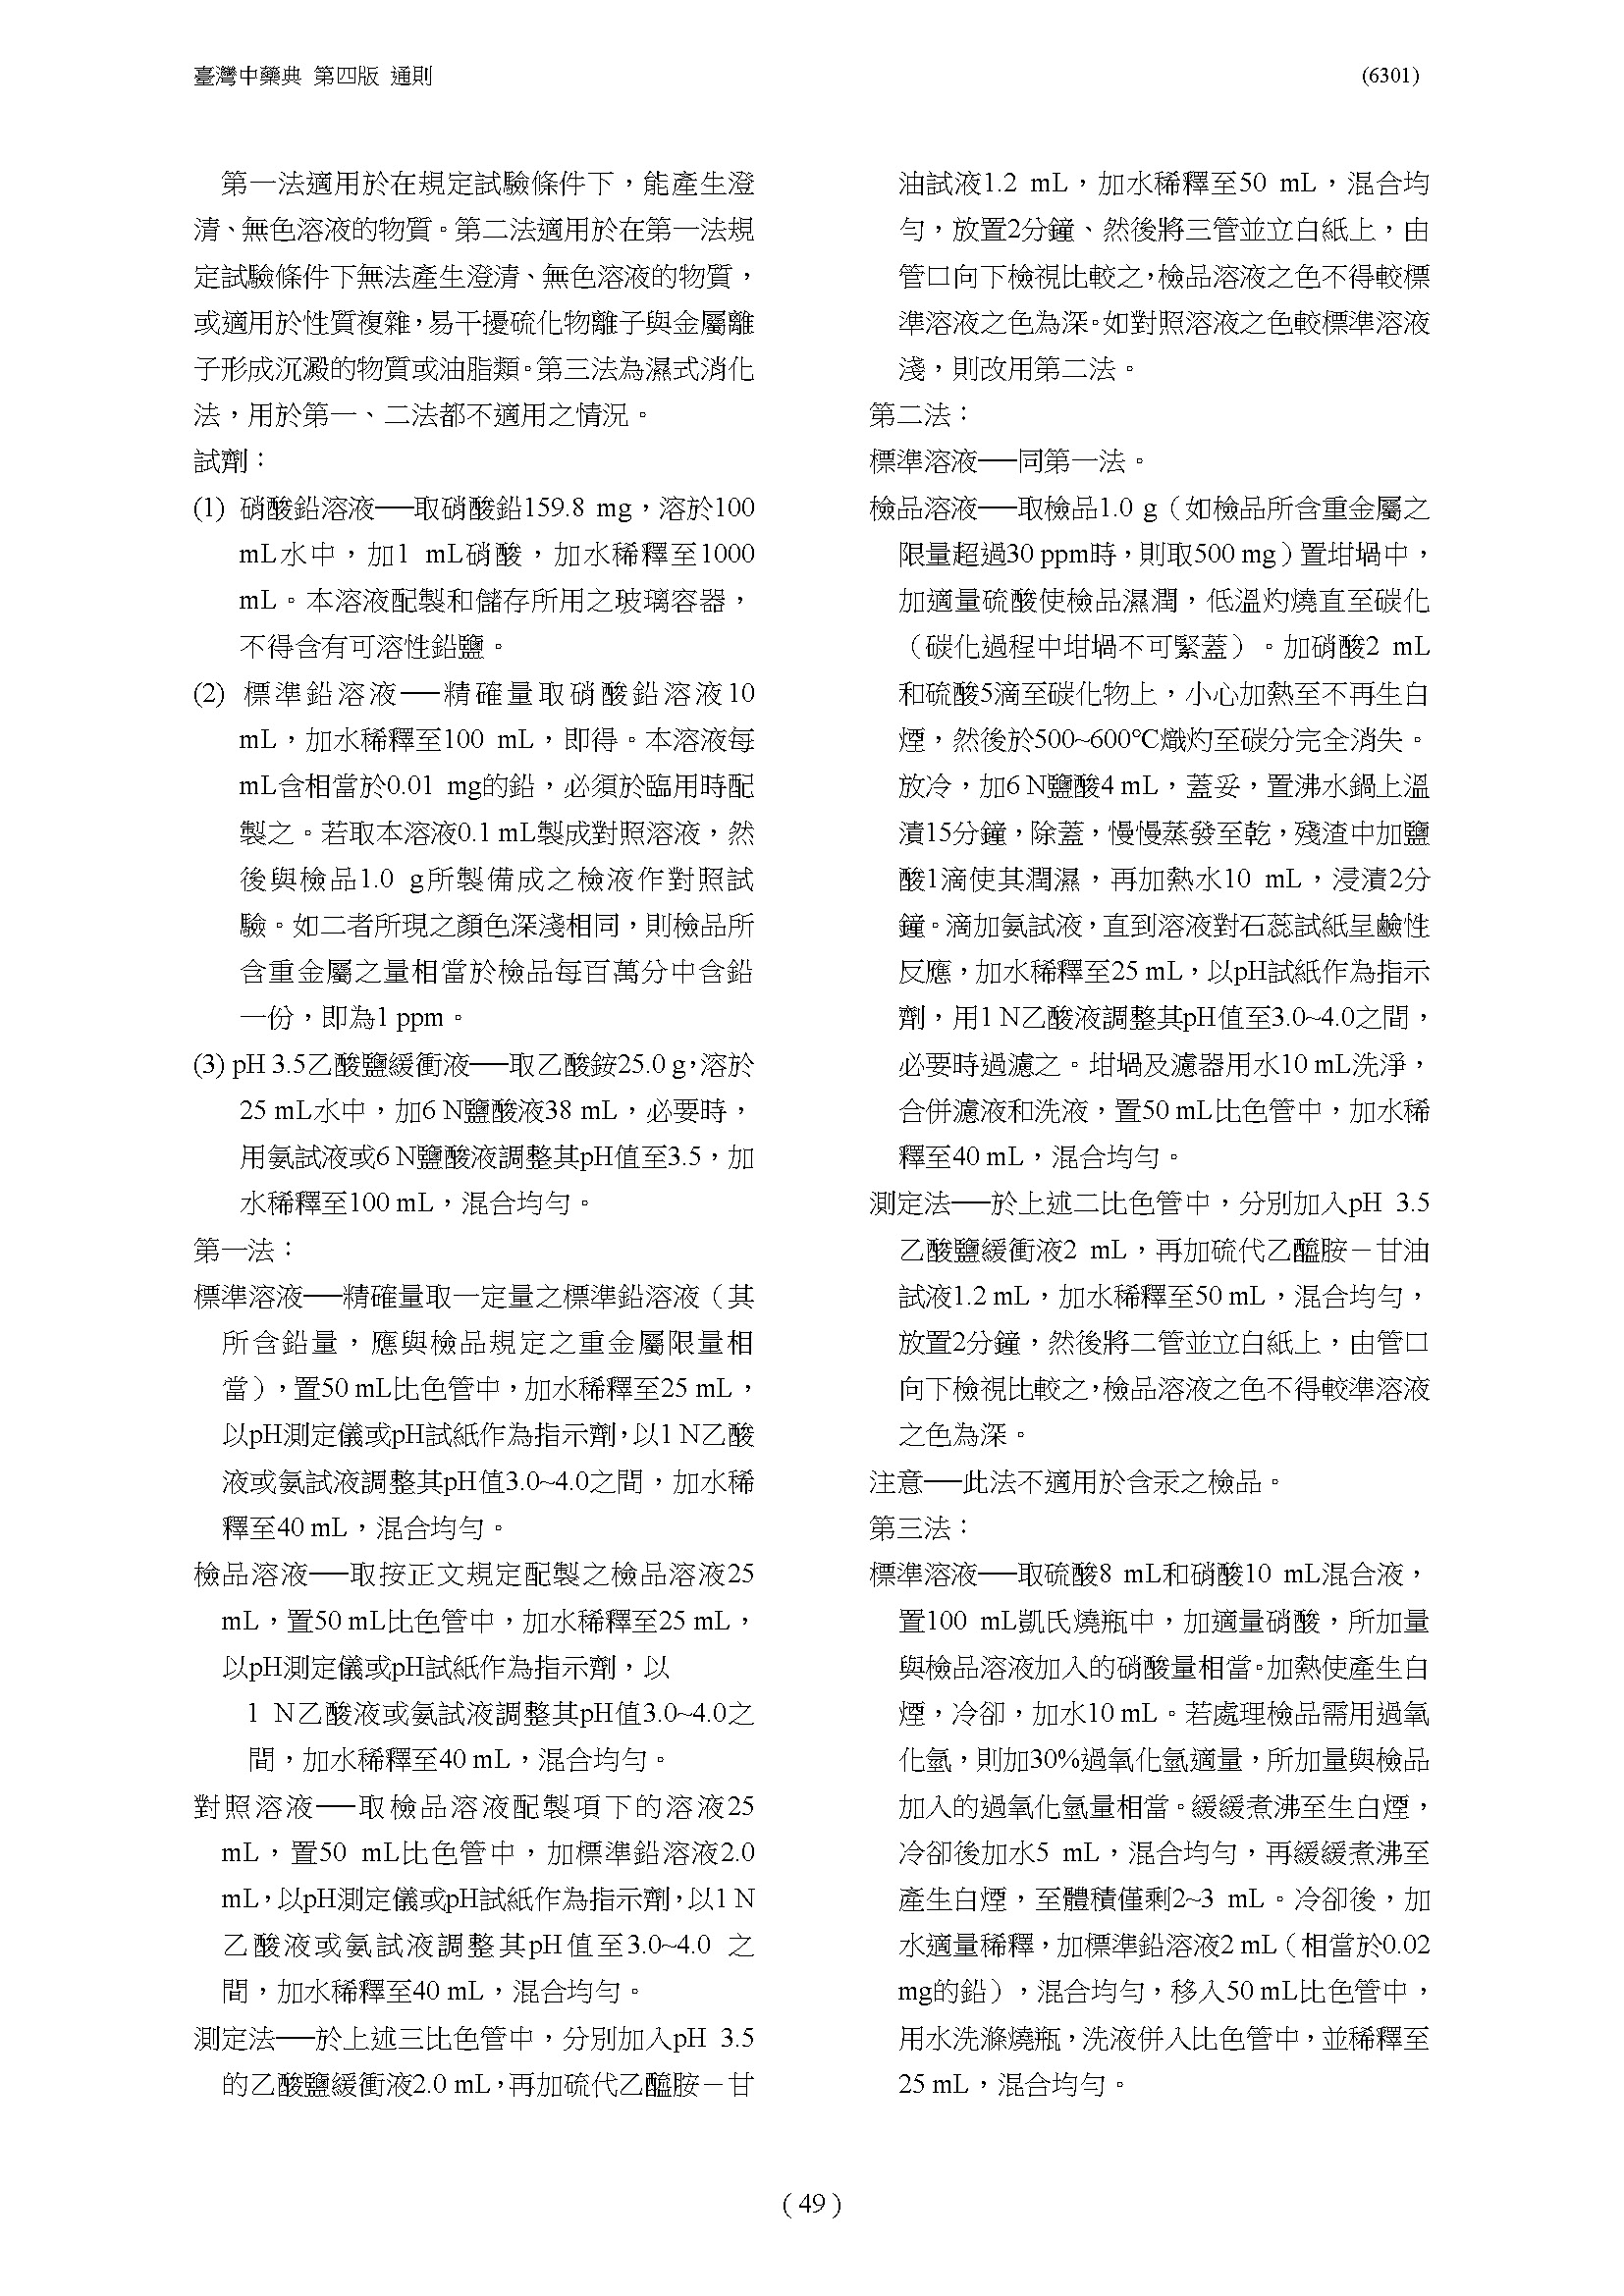 臺灣中藥典 第四版 通則
(6301)
第一法適用於在規定試驗條件下，能產生澄
清、無色溶液的物質。第二法適用於在第一法規
定試驗條件下無法產生澄清、無色溶液的物質，
或適用於性質複雜，易干擾硫化物離子與金屬離
子形成沉澱的物質或油脂類。第三法為濕式消化
法，用於第一、二法都不適用之情況。
試劑：
(1) 硝酸鉛溶液──取硝酸鉛159.8 mg，溶於100
mL水中，加1 mL硝酸，加水稀釋至1000
mL。本溶液配製和儲存所用之玻璃容器，
不得含有可溶性鉛鹽。
(2) 標準鉛溶液──精確量取硝酸鉛溶液10
mL，加水稀釋至100 mL，即得。本溶液每
mL含相當於0.01 mg的鉛，必須於臨用時配
製之。若取本溶液0.1 mL製成對照溶液，然
後與檢品1.0 g所製備成之檢液作對照試
驗。如二者所現之顏色深淺相同，則檢品所
含重金屬之量相當於檢品每百萬分中含鉛
一份，即為1 ppm。
(3) pH 3.5乙酸鹽緩衝液──取乙酸銨25.0 g，溶於
25 mL水中，加6 N鹽酸液38 mL，必要時，
用氨試液或6 N鹽酸液調整其pH值至3.5，加
水稀釋至100 mL，混合均勻。
第一法：
標準溶液──精確量取一定量之標準鉛溶液（其
所含鉛量，應與檢品規定之重金屬限量相
當），置50 mL比色管中，加水稀釋至25 mL，
以pH測定儀或pH試紙作為指示劑，以1 N乙酸
液或氨試液調整其pH值3.0~4.0之間，加水稀
釋至40 mL，混合均勻。
檢品溶液──取按正文規定配製之檢品溶液25
mL，置50 mL比色管中，加水稀釋至25 mL，
以pH測定儀或pH試紙作為指示劑，以
1 N乙酸液或氨試液調整其pH值3.0~4.0之
間，加水稀釋至40 mL，混合均勻。
對照溶液──取檢品溶液配製項下的溶液25
mL，置50 mL比色管中，加標準鉛溶液2.0
mL，以pH測定儀或pH試紙作為指示劑，以1 N
乙酸液或氨試液調整其pH值至3.0~4.0 之
間，加水稀釋至40 mL，混合均勻。
測定法──於上述三比色管中，分別加入pH 3.5
的乙酸鹽緩衝液2.0 mL，再加硫代乙醯胺－甘
油試液1.2 mL，加水稀釋至50 mL，混合均
勻，放置2分鐘、然後將三管並立白紙上，由
管口向下檢視比較之，檢品溶液之色不得較標
準溶液之色為深。如對照溶液之色較標準溶液
淺，則改用第二法。
第二法：
標準溶液──同第一法。
檢品溶液──取檢品1.0 g（如檢品所含重金屬之
限量超過30 ppm時，則取500 mg）置坩堝中，
加適量硫酸使檢品濕潤，低溫灼燒直至碳化
（碳化過程中坩堝不可緊蓋）。加硝酸2 mL
和硫酸5滴至碳化物上，小心加熱至不再生白
煙，然後於500~600℃熾灼至碳分完全消失。
放冷，加6 N鹽酸4 mL，蓋妥，置沸水鍋上溫
漬15分鐘，除蓋，慢慢蒸發至乾，殘渣中加鹽
酸1滴使其潤濕，再加熱水10 mL，浸漬2分
鐘。滴加氨試液，直到溶液對石蕊試紙呈鹼性
反應，加水稀釋至25 mL，以pH試紙作為指示
劑，用1 N乙酸液調整其pH值至3.0~4.0之間，
必要時過濾之。坩堝及濾器用水10 mL洗淨，
合併濾液和洗液，置50 mL比色管中，加水稀
釋至40 mL，混合均勻。
測定法──於上述二比色管中，分別加入pH 3.5
乙酸鹽緩衝液2 mL，再加硫代乙醯胺－甘油
試液1.2 mL，加水稀釋至50 mL，混合均勻，
放置2分鐘，然後將二管並立白紙上，由管口
向下檢視比較之，檢品溶液之色不得較準溶液
之色為深。
注意──此法不適用於含汞之檢品。
第三法：
標準溶液──取硫酸8 mL和硝酸10 mL混合液，
置100 mL凱氏燒瓶中，加適量硝酸，所加量
與檢品溶液加入的硝酸量相當。加熱使產生白
煙，冷卻，加水10 mL。若處理檢品需用過氧
化氫，則加30%過氧化氫適量，所加量與檢品
加入的過氧化氫量相當。緩緩煮沸至生白煙，
冷卻後加水5 mL，混合均勻，再緩緩煮沸至
產生白煙，至體積僅剩2~3 mL。冷卻後，加
水適量稀釋，加標準鉛溶液2 mL（相當於0.02
mg的鉛），混合均勻，移入50 mL比色管中，
用水洗滌燒瓶，洗液併入比色管中，並稀釋至
25 mL，混合均勻。
( 49 )